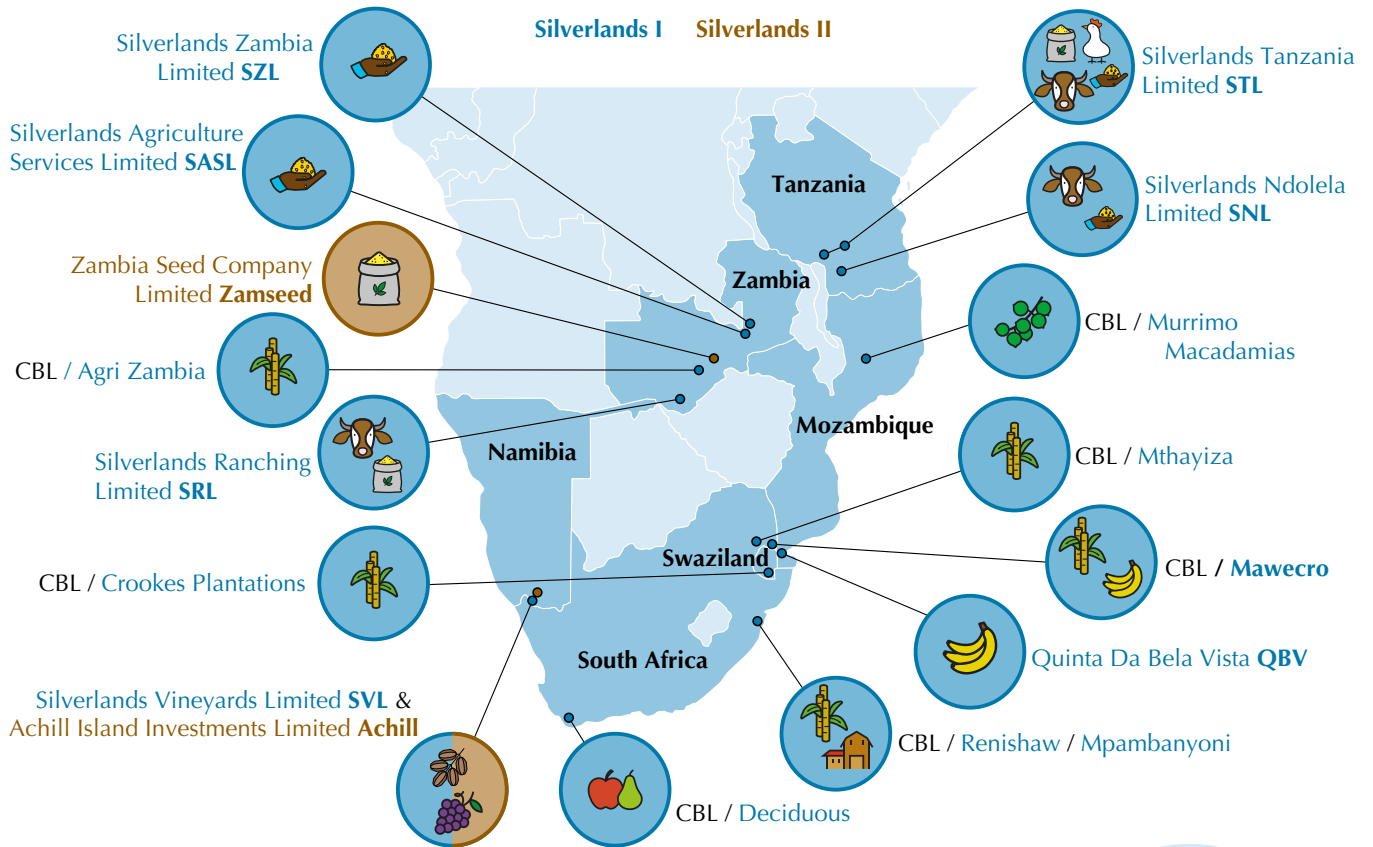 Silverlands I Silverlands II
Silverlands Zambia
Limited SZL
Silverlands Agriculture
Services Limited SASL
Zambia Seed Company
Limited Zamseed
CBL / Agri Zambia
Silverlands Ranching
Limited SRL
CBL / Crookes Plantations
Silverlands Vineyards Limited SVL &
Achill Island Investments Limited Achill
CBL / Deciduous
CBL / Renishaw / Mpambanyoni
Quinta Da Bela Vista QBV
CBL / Mawecro
CBL / Mthayiza
CBL / Murrimo
Macadamias
Silverlands Ndolela
Limited SNL
Silverlands Tanzania
Limited STL
Tanzania
Zambia
Mozambique
Namibia
Swaziland
South Africa